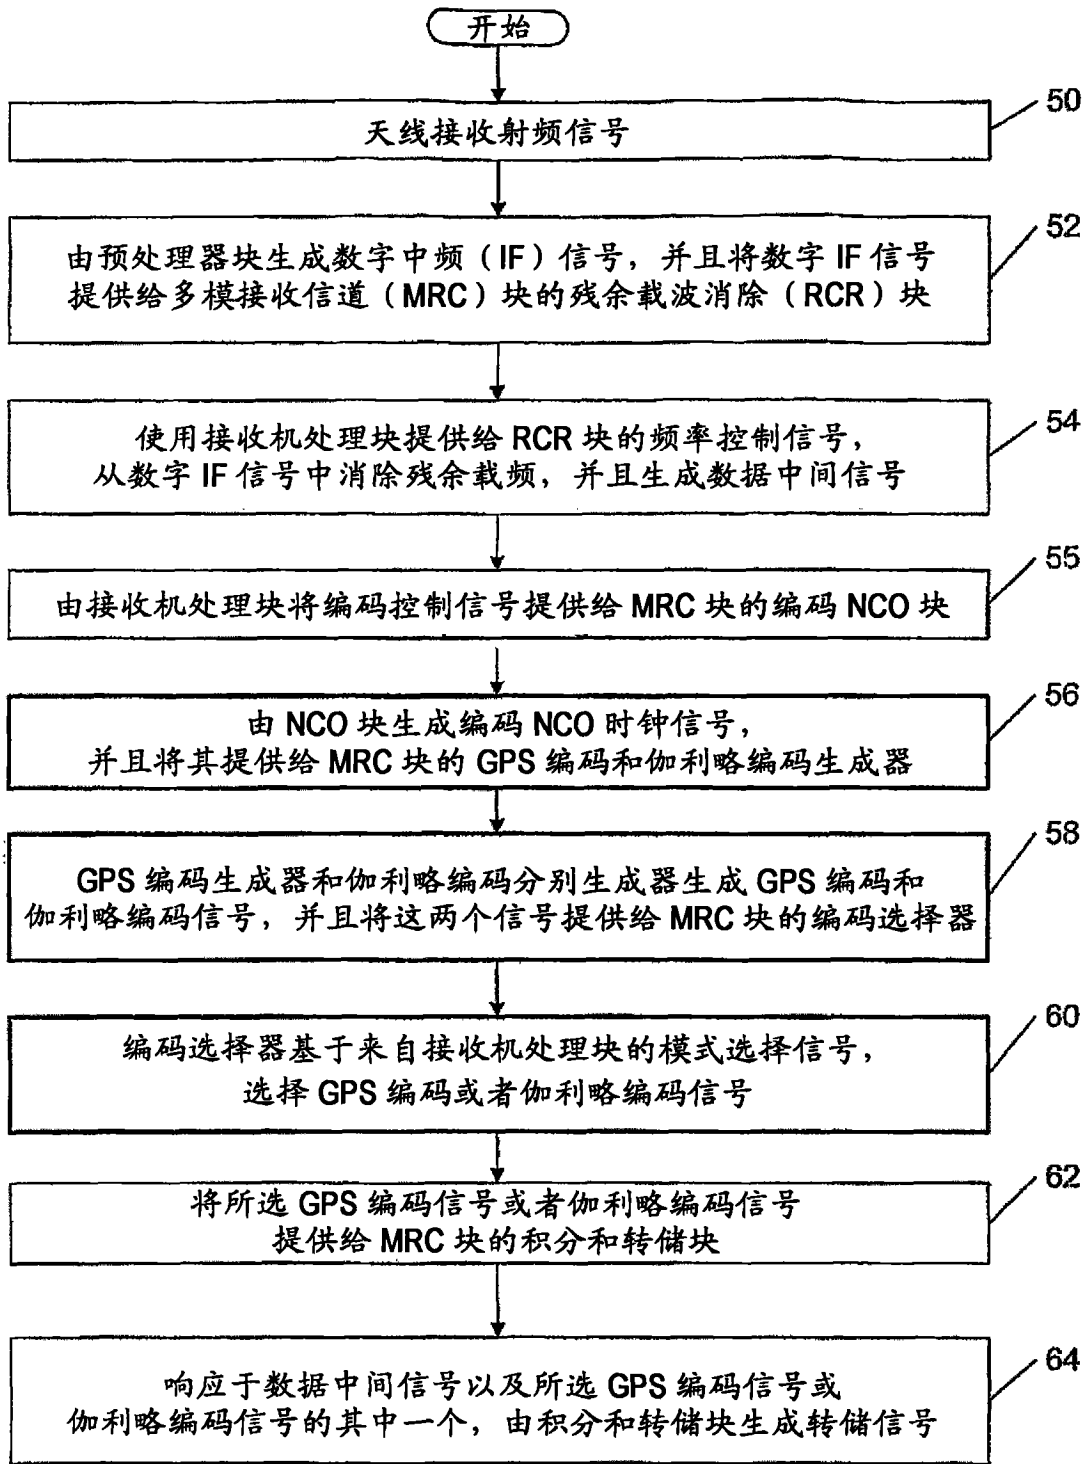 开始
50
天线接收射频信号
52
由预处理器块生成数字中频（IF）信号，并且将数字 IF 信号
提供给多模接收信道（MRC）块的残余载波消除（RCR）块
54
使用接收机处理块提供给 RCR 块的频率控制信号，
从数字 IF 信号中消除残余载频，并且生成数据中间信号
55
由接收机处理块将编码控制信号提供给 MRC 块的编码 NCO 块
56
由 NCO 块生成编码 NCO 时钟信号，
并且将其提供给 MRC 块的 GPS 编码和伽利略编码生成器
58
GPS 编码生成器和伽利略编码分别生成器生成 GPS 编码和
伽利略编码信号，并且将这两个信号提供给 MRC 块的编码选择器
60
编码选择器基于来自接收机处理块的模式选择信号，
选择 GPS 编码或者伽利略编码信号
62
将所选 GPS 编码信号或者伽利略编码信号
提供给 MRC 块的积分和转储块
64
响应于数据中间信号以及所选 GPS 编码信号或
伽利略编码信号的其中一个，由积分和转储块生成转储信号